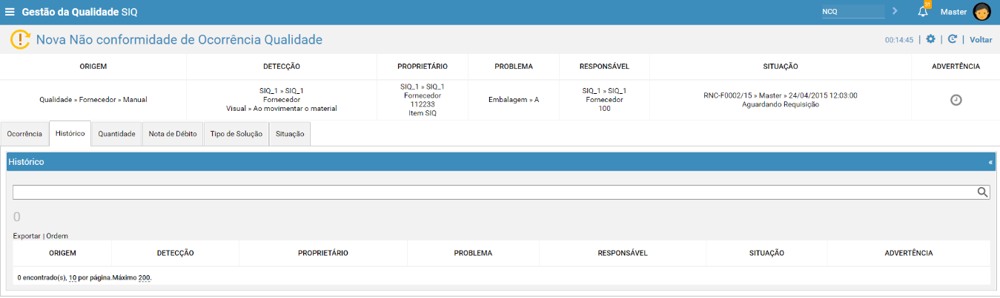 Gestão da Qualidade SIQ
NCQ
31
Master
Nova Não conformidade de Ocorrência Qualidade
00:14:45 | | | Voltar
ORIGEM DETECÇÃO PROPRIETÁRIO PROBLEMA RESPONSÁVEL SITUAÇÃO ADVERTÊNCIA
Qualidade » Fornecedor » Manual
SIQ_1 » SIQ_1
Fornecedor
Visual » Ao movimentar o material
SIQ_1 » SIQ_1
Fornecedor
112233
Item SIQ
Embalagem » A
SIQ_1 » SIQ_1
Fornecedor
100
RNC-F0002/15 » Master » 24/04/2015 12:03:00
Aguardando Requisição
Ocorrência Histórico Quantidade Nota de Débito Tipo de Solução Situação
Histórico «
0
Exportar | Ordem
ORIGEM DETECÇÃO PROPRIETÁRIO PROBLEMA RESPONSÁVEL SITUAÇÃO ADVERTÊNCIA
0 encontrado(s), 10 por página.Máximo 200.